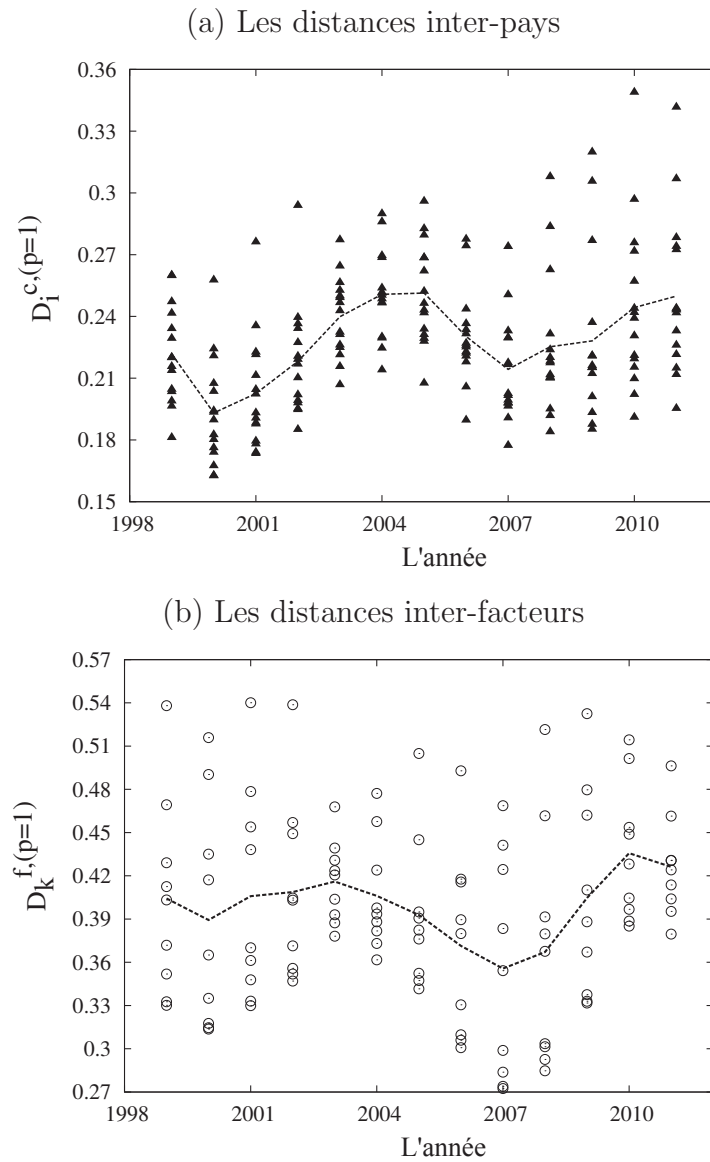 (a) Les distances inter-pays
0.36
0.33
0.3
0.27
0.24
0.21
0.18
0.15
D_i^{c,(p=1)}
1998 2001 2004 2007 2010
L'année
(b) Les distances inter-facteurs
0.57
0.54
0.51
0.48
0.45
0.42
0.39
0.36
0.33
0.3
0.27
D_k^{f,(p=1)}
1998 2001 2004 2007 2010
L'année